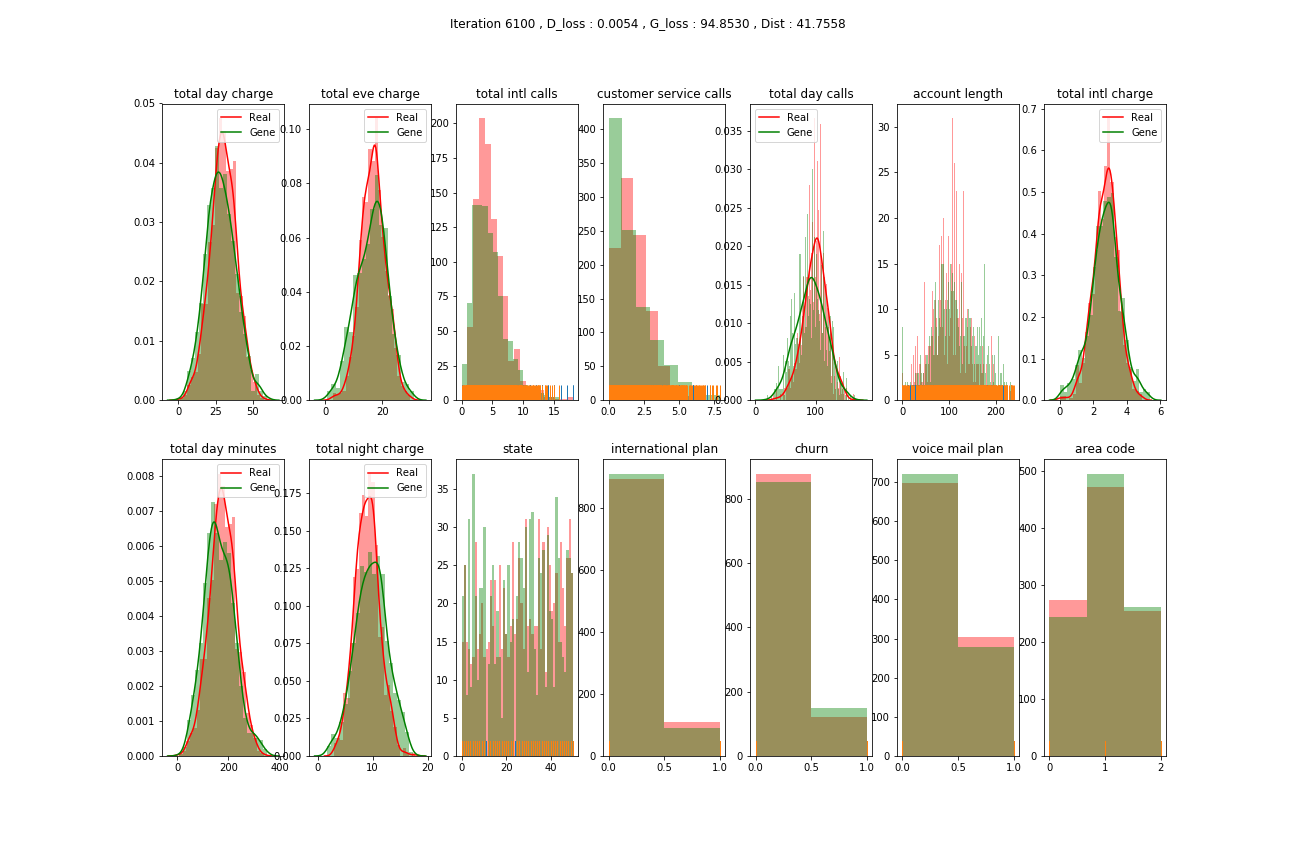 Iteration 6100 , D_loss : 0.0054 , G_loss : 94.8530 , Dist : 41.7558
total day charge
total eve charge
total intl calls
customer service calls
total day calls
account length
total intl charge
Real
Gene
Real
Gene
Real
Gene
Real
Gene
0.05
0.04
0.03
0.02
0.01
0.00
0 25 50
0.10
0.08
0.06
0.04
0.02
0 20
200
175
150
125
100
75
50
25
0
0 5 10 15
400
350
300
250
200
150
100
50
0
0.0 2.5 5.0 7.5
0.035
0.030
0.025
0.020
0.015
0.010
0.005
0.000
0 100
30
25
20
15
10
5
0
0 100 200
0.7
0.6
0.5
0.4
0.3
0.2
0.1
0.0
0 2 4 6
total day minutes
total night charge
state
international plan
churn
voice mail plan
area code
Real
Gene
Real
Gene
0.008
0.007
0.006
0.005
0.004
0.003
0.002
0.001
0.000
0 200 400
0.175
0.150
0.125
0.100
0.075
0.050
0.025
0.000
0 10 20
35
30
25
20
15
10
5
0
0 20 40
800
600
400
200
0
0.0 0.5 1.0
800
600
400
200
0
0.0 0.5 1.0
700
600
500
400
300
200
100
0
0.0 0.5 1.0
500
400
300
200
100
0
0 1 2